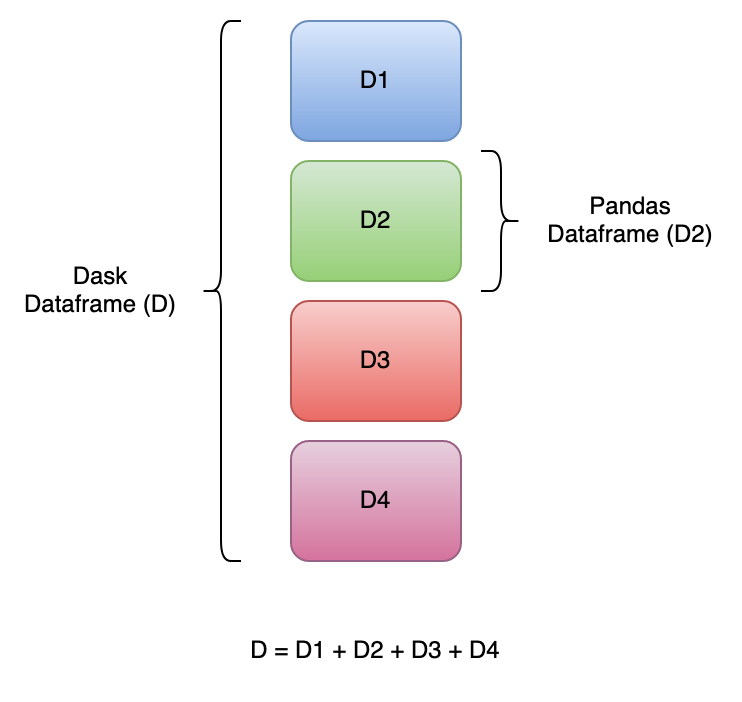 D1
D2
Pandas
Dataframe (D2)
Dask
Dataframe (D)
D3
D4
D = D1 + D2 + D3 + D4